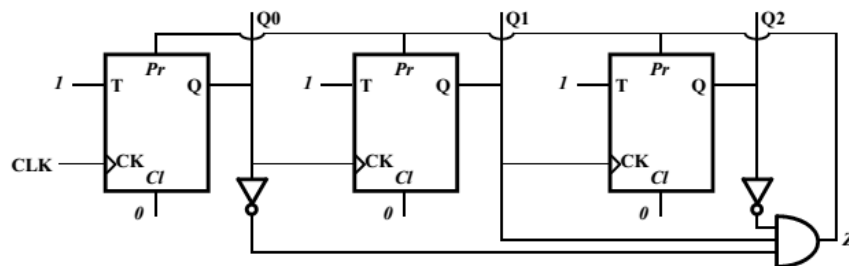 Q0 Q1 Q2
Pr Pr Pr
1 T Q 1 T Q 1 T Q
CLK CK CK CK
Cl Cl Cl
0 0 0
Z